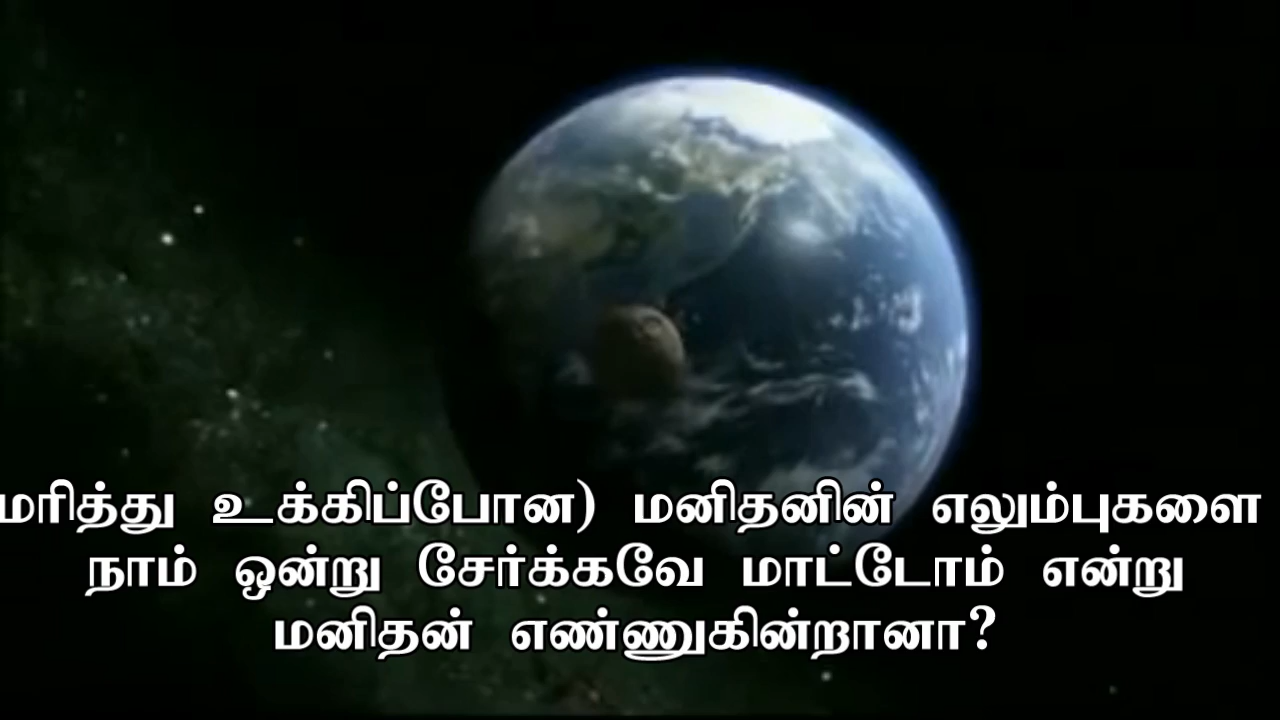 மரித்து உக்கிப்போன) மனிதனின் எலும்புகளை
நாம் ஒன்று சேர்க்கவே மாட்டோம் என்று
மனிதன் எண்ணுகின்றானா?